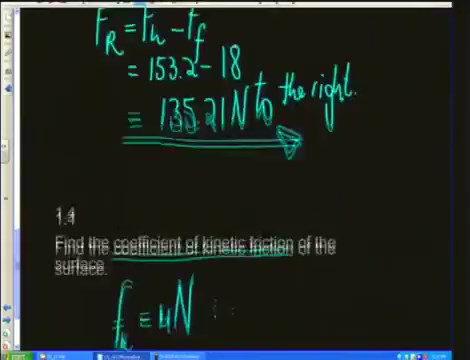 F_R = F_h - F_f
= 153.2 - 18
= 135.21 N to the right.
1.4
Find the coefficient of kinetic friction of the
surface.
f_k = 4N